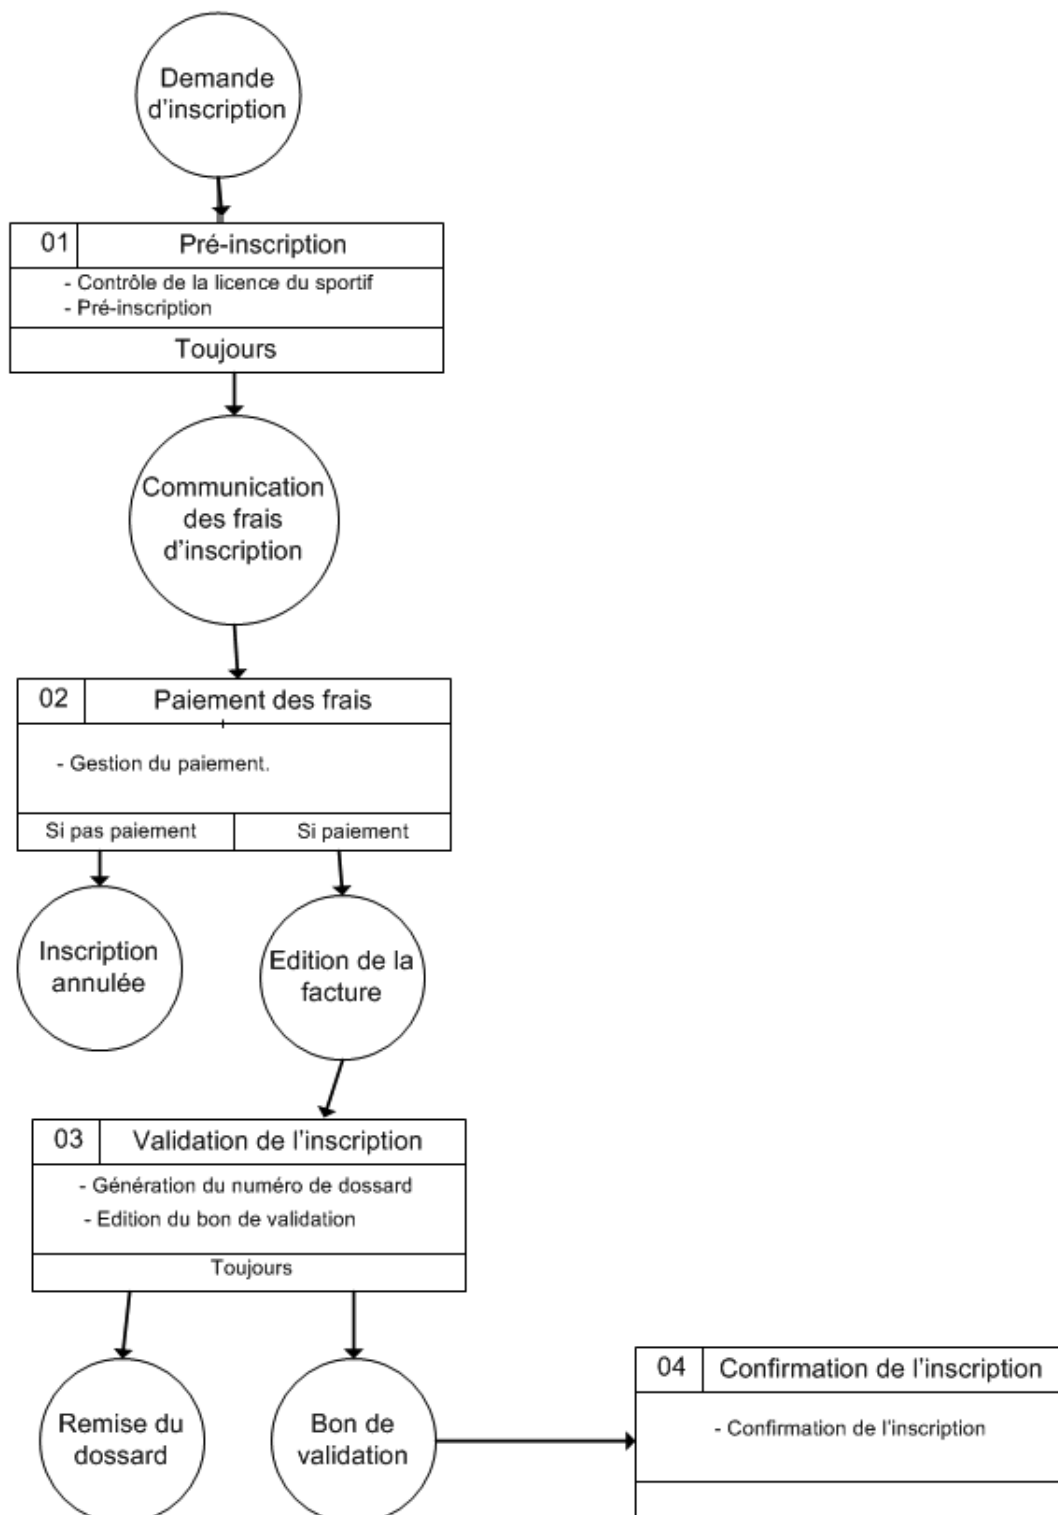 Demande
d'inscription
01
Pré-inscription
- Contrôle de la licence du sportif
- Pré-inscription
Toujours
Communication
des frais
d'inscription
02
Paiement des frais
- Gestion du paiement.
Si pas paiement
Si paiement
Inscription
annulée
Edition de la
facture
03
Validation de l'inscription
- Génération du numéro de dossard
- Edition du bon de validation
Toujours
Remise du
dossard
Bon de
validation
04
Confirmation de l'inscription
- Confirmation de l'inscription